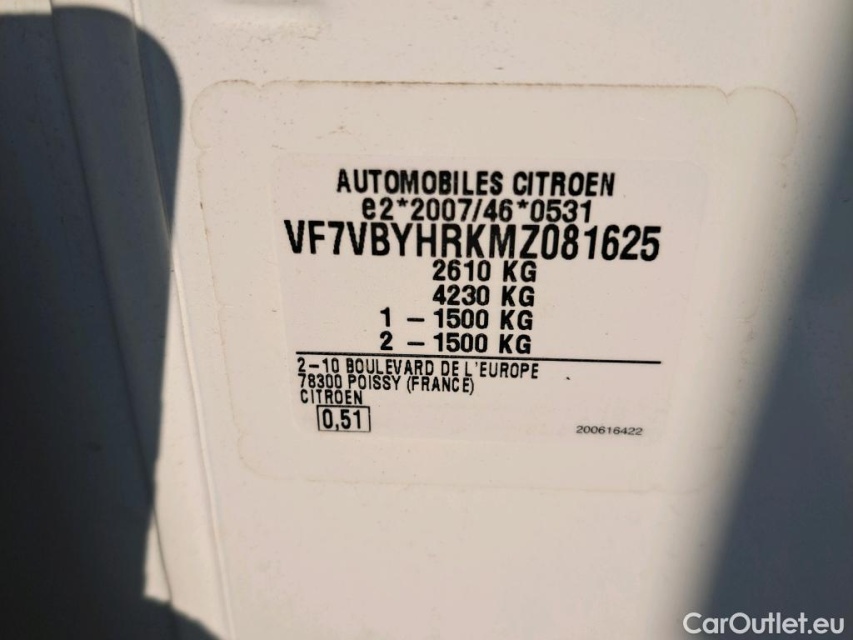 AUTOMOBILES CITROEN
e2*2007/46*0531
VF7VBYHRKMZ081625
2610 KG
4230 KG
1 – 1500 KG
2 – 1500 KG
2–10 BOULEVARD DE L'EUROPE
78300 POISSY (FRANCE)
CITROEN
0,51
200616422
CarOutlet.eu